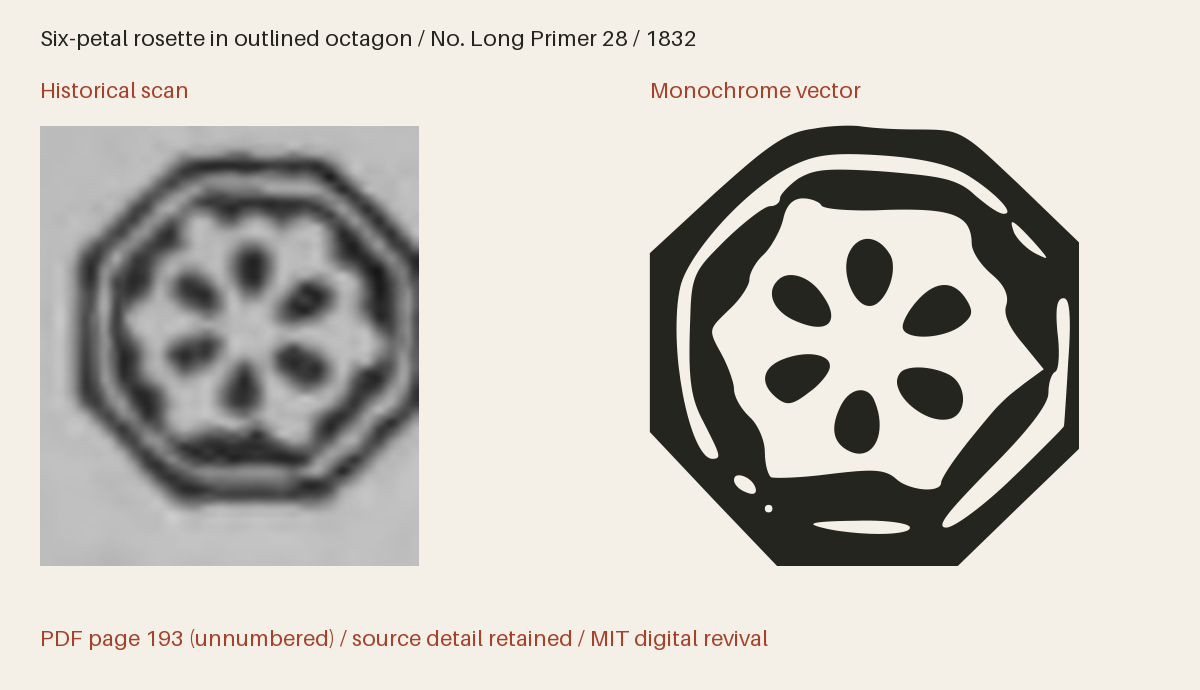 Six-petal rosette in outlined octagon / No. Long Primer 28 / 1832
Historical scan
Monochrome vector
PDF page 193 (unnumbered) / source detail retained / MIT digital revival